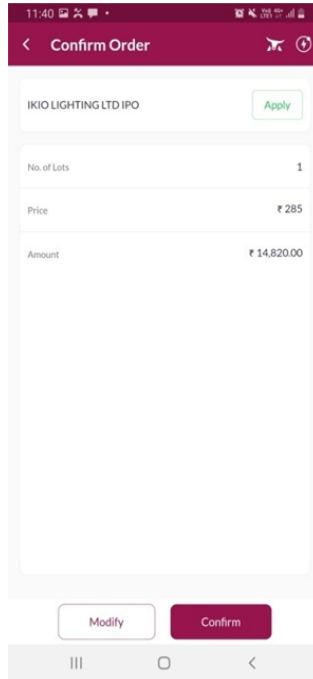 11:40
Confirm Order
IKIO LIGHTING LTD IPO
Apply
No. of Lots
1
Price
₹ 285
Amount
₹ 14,820.00
Modify
Confirm